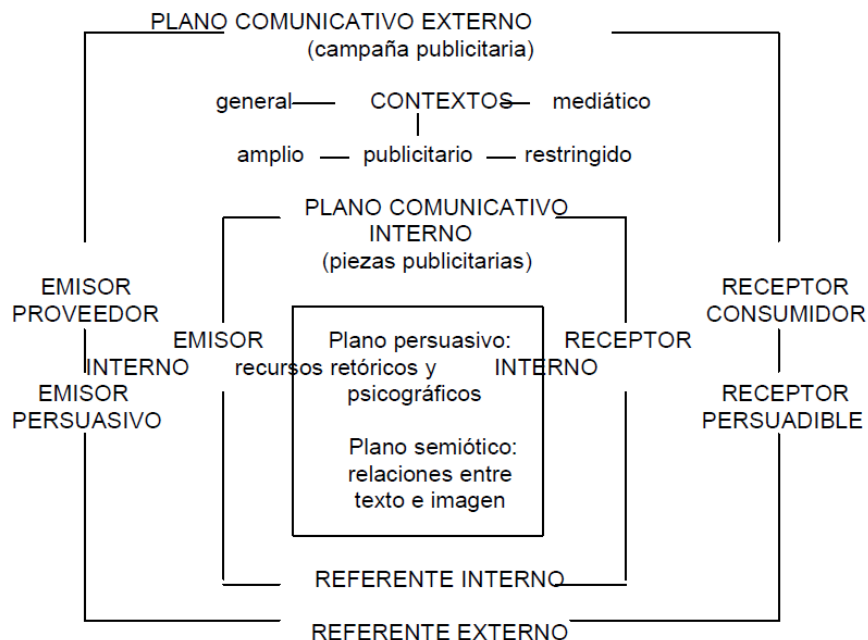 PLANO COMUNICATIVO EXTERNO
(campaña publicitaria)
general CONTEXTOS mediático
amplio publicitario restringido
PLANO COMUNICATIVO
INTERNO
(piezas publicitarias)
EMISOR
PROVEEDOR
RECEPTOR
CONSUMIDOR
EMISOR
INTERNO
Plano persuasivo:
recursos retóricos y
psicográficos
RECEPTOR
INTERNO
EMISOR
PERSUASIVO
RECEPTOR
PERSUADIBLE
Plano semiótico:
relaciones entre
texto e imagen
REFERENTE INTERNO
REFERENTE EXTERNO